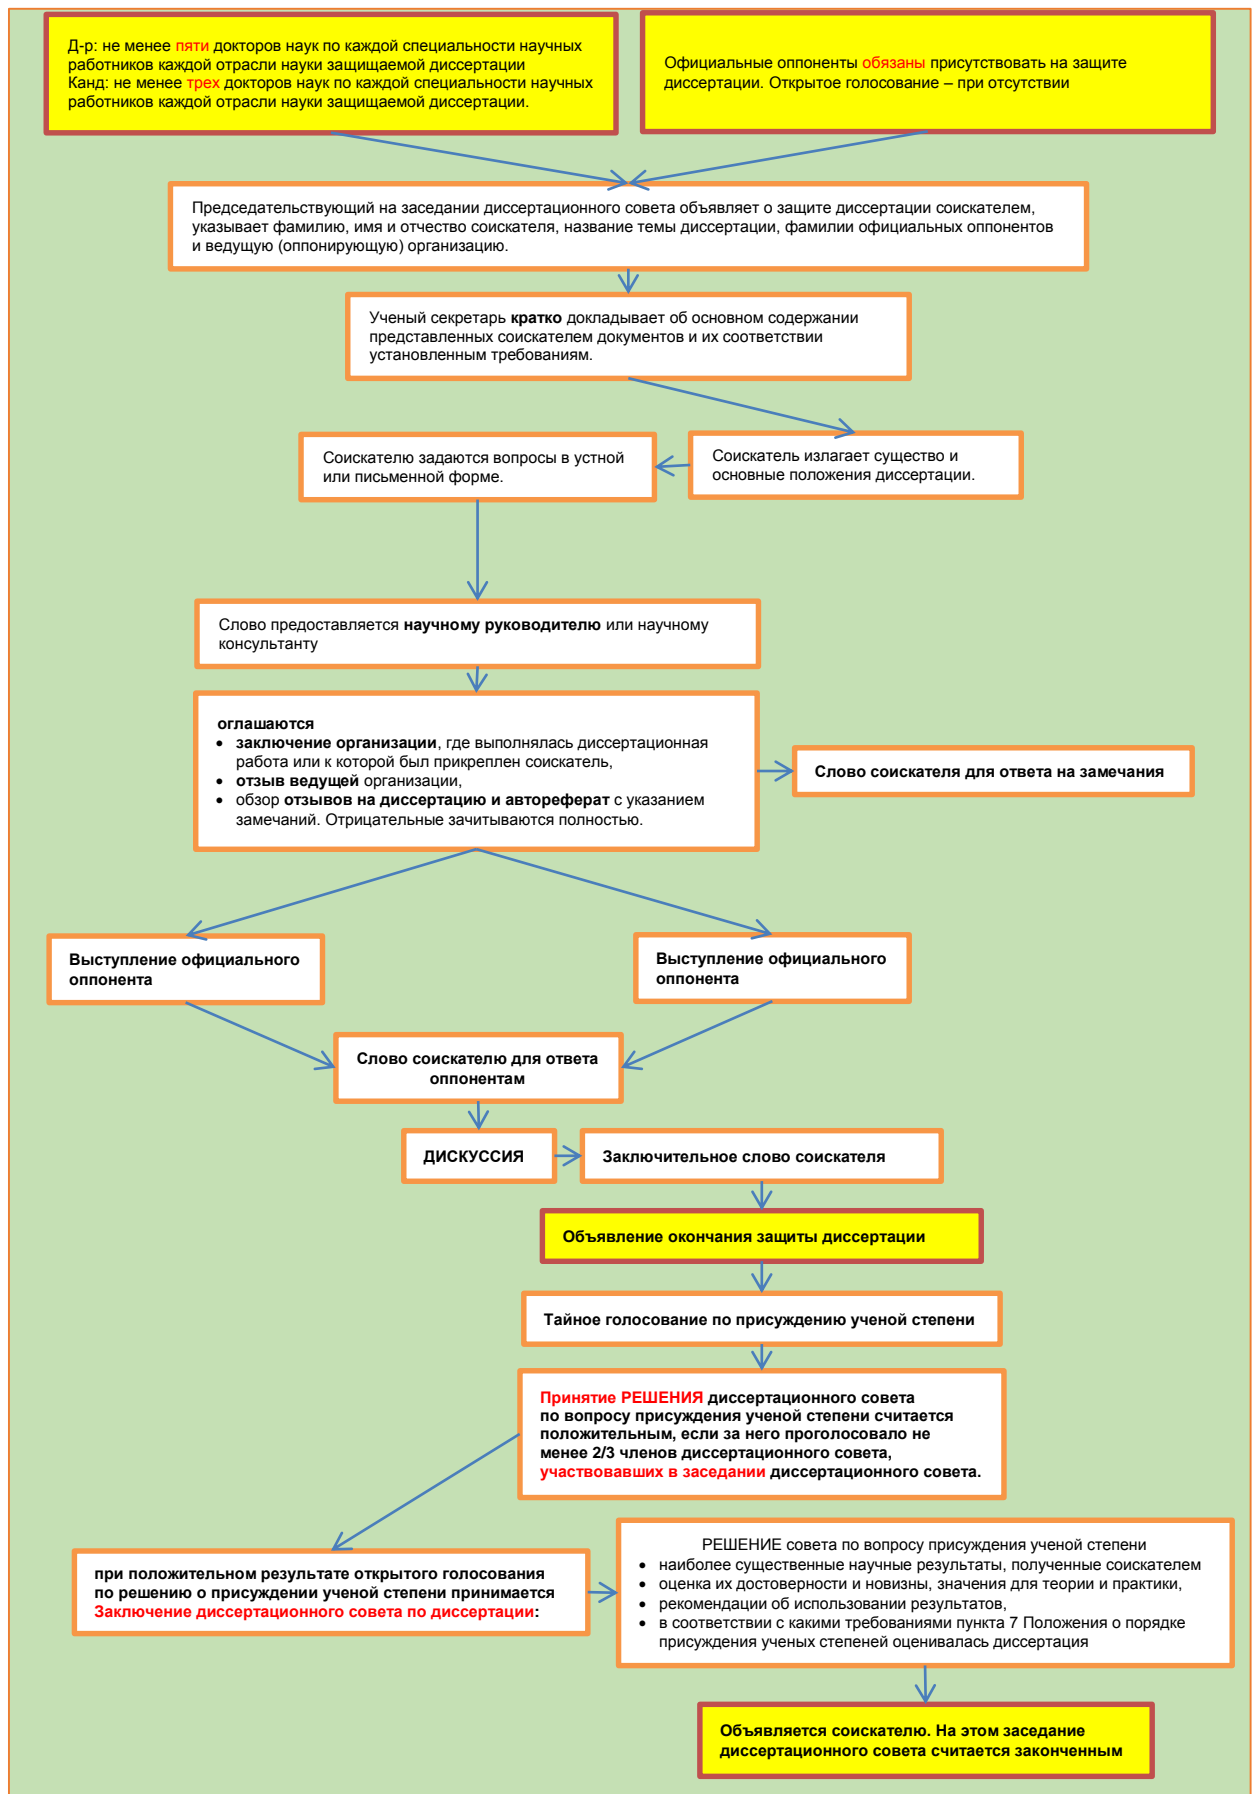 Д-р: не менее пяти докторов наук по каждой специальности научных
работников каждой отрасли науки защищаемой диссертации
Канд: не менее трех докторов наук по каждой специальности научных
работников каждой отрасли науки защищаемой диссертации.
Официальные оппоненты обязаны присутствовать на защите
диссертации. Открытое голосование – при отсутствии
Председательствующий на заседании диссертационного совета объявляет о защите диссертации соискателем,
указывает фамилию, имя и отчество соискателя, название темы диссертации, фамилии официальных оппонентов
и ведущую (оппонирующую) организацию.
Ученый секретарь кратко докладывает об основном содержании
представленных соискателем документов и их соответствии
установленным требованиям.
Соискатель излагает существо и
основные положения диссертации.
Соискателю задаются вопросы в устной
или письменной форме.
Слово предоставляется научному руководителю или научному
консультанту
оглашаются
• заключение организации, где выполнялась диссертационная
работа или к которой был прикреплен соискатель,
• отзыв ведущей организации,
• обзор отзывов на диссертацию и автореферат с указанием
замечаний. Отрицательные зачитываются полностью.
Слово соискателя для ответа на замечания
Выступление официального
оппонента
Выступление официального
оппонента
Слово соискателю для ответа
оппонентам
ДИСКУССИЯ
Заключительное слово соискателя
Объявление окончания защиты диссертации
Тайное голосование по присуждению ученой степени
Принятие РЕШЕНИЯ диссертационного совета
по вопросу присуждения ученой степени считается
положительным, если за него проголосовало не
менее 2/3 членов диссертационного совета,
участвовавших в заседании диссертационного совета.
при положительном результате открытого голосования
по решению о присуждении ученой степени принимается
Заключение диссертационного совета по диссертации:
РЕШЕНИЕ совета по вопросу присуждения ученой степени
• наиболее существенные научные результаты, полученные соискателем
• оценка их достоверности и новизны, значения для теории и практики,
• рекомендации об использовании результатов,
• в соответствии с какими требованиями пункта 7 Положения о порядке
присуждения ученых степеней оценивалась диссертация
Объявляется соискателю. На этом заседание
диссертационного совета считается законченным